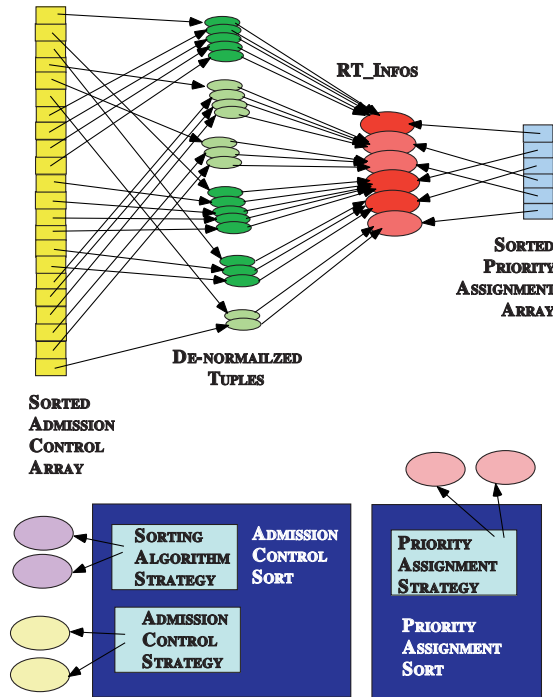 RT_INFOS
SORTED
PRIORITY
ASSIGNMENT
ARRAY
DE-NORMAILZED
TUPLES
SORTED
ADMISSION
CONTROL
ARRAY
SORTING
ALGORITHM
STRATEGY
ADMISSION
CONTROL
SORT
ADMISSION
CONTROL
STRATEGY
PRIORITY
ASSIGNMENT
STRATEGY
PRIORITY
ASSIGNMENT
SORT